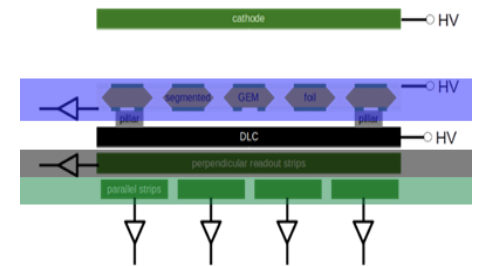 cathode
HV
HV
segmented GEM foil
pillar pillar
DLC
HV
perpendicular readout strips
parallel strips